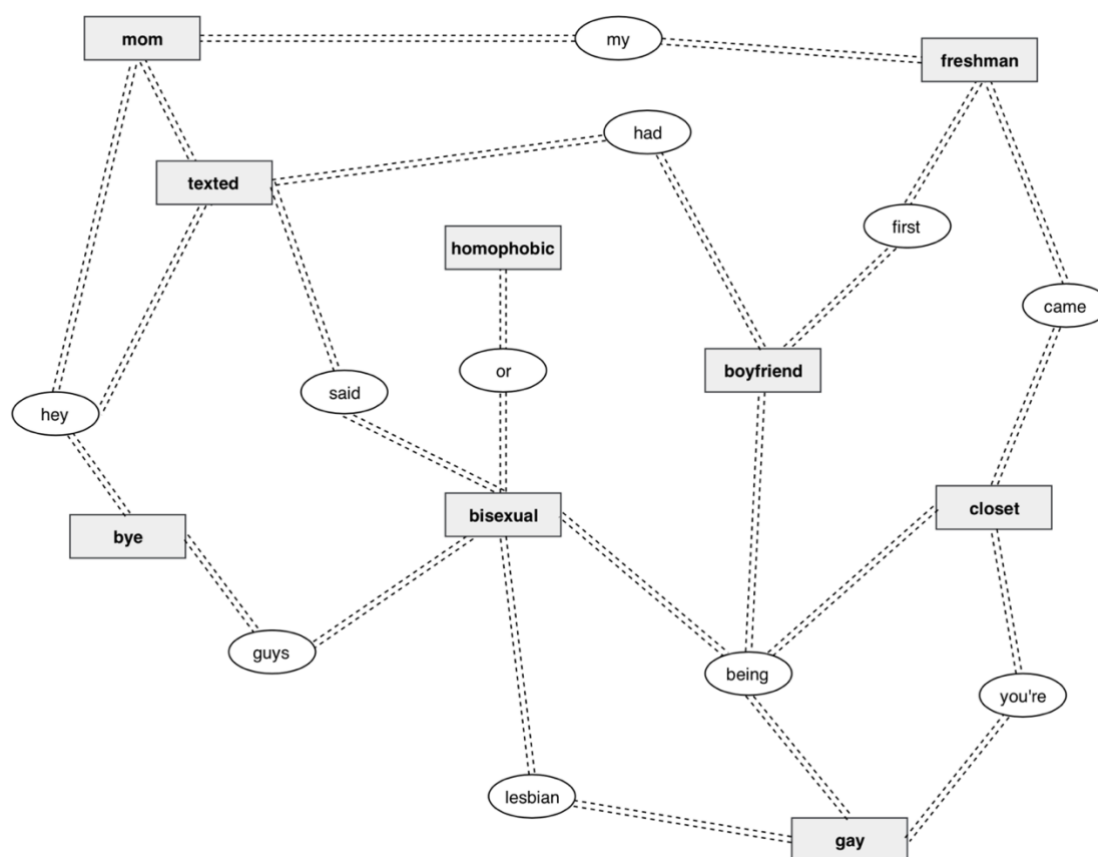 mom
my
freshman
had
texted
first
homophobic
came
or
boyfriend
said
hey
closet
bisexual
bye
guys
being
you're
lesbian
gay